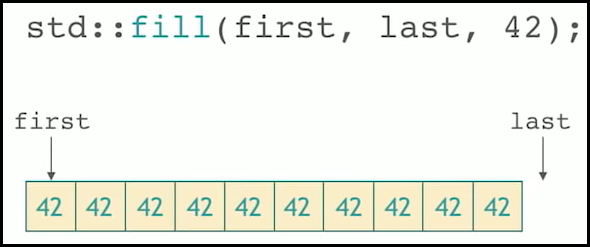 std::fill(first, last, 42);
first last
42 42 42 42 42 42 42 42 42 42